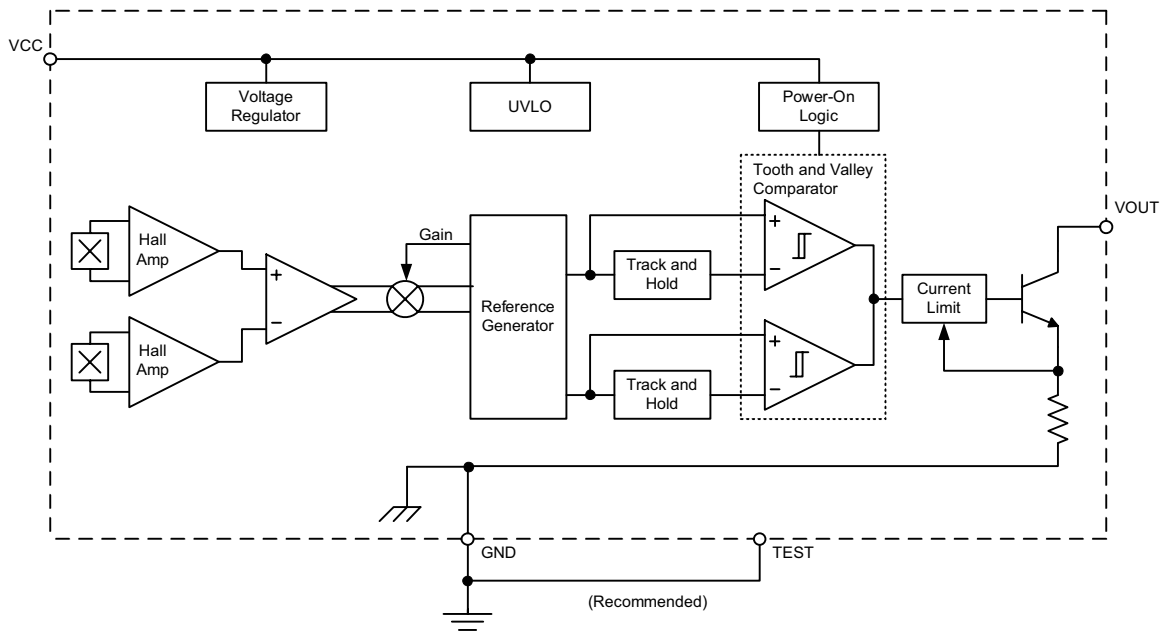 VCC
Voltage
Regulator
UVLO
Power-On
Logic
Tooth and Valley
Comparator
VOUT
Hall
Amp
Hall
Amp
+
−
Gain
Reference
Generator
Track and
Hold
Track and
Hold
+
−
+
−
Current
Limit
GND
TEST
(Recommended)